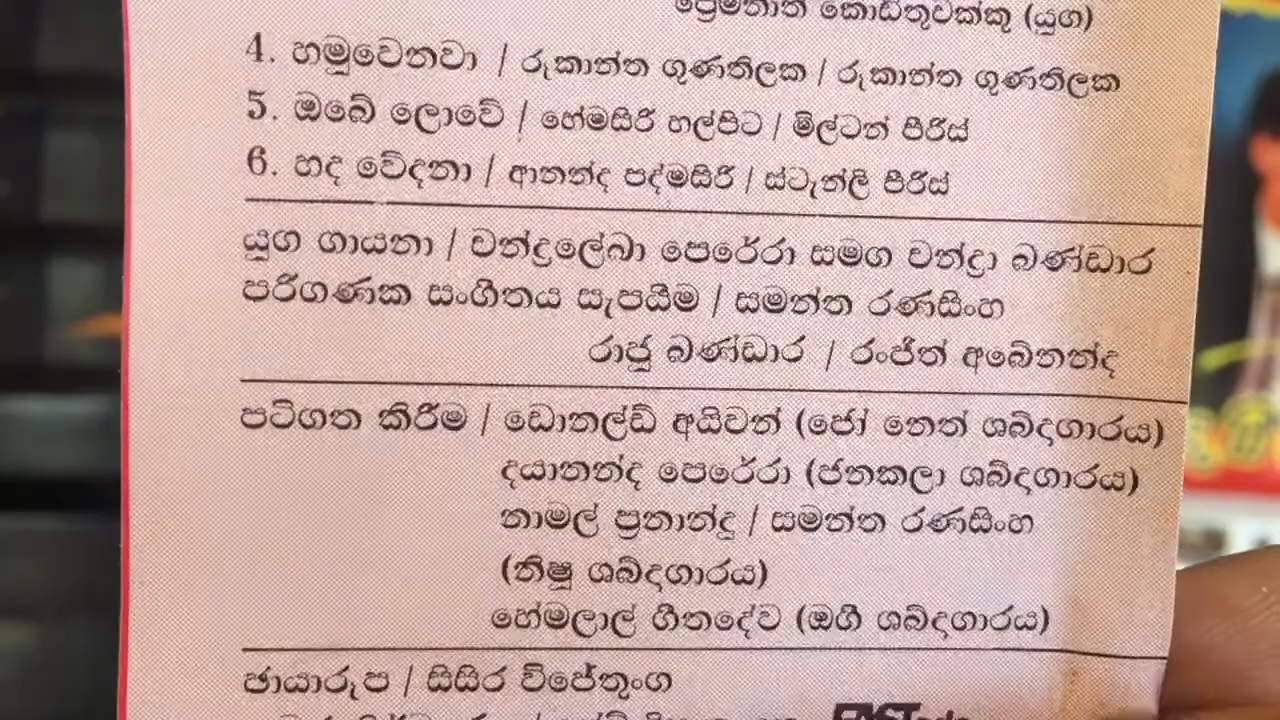 ප්‍රේමනාත් කොඩිතුවක්කු (යුග)
4. හමුවෙනවා / රූකාන්ත ගුණතිලක / රූකාන්ත ගුණතිලක
5. ඔබේ ලොවේ / හේමසිරි හල්පිට / මිල්ටන් පීරිස්
6. හද වේදනා / ආනන්ද පද්මසිරි / ස්ටැන්ලි පීරිස්
යුග ගායනා / චන්ද්‍රලේඛා පෙරේරා සමග චන්ද්‍රා බණ්ඩාර
පරිගණක සංගීතය සැපයීම / සමන්ත රණසිංහ
රාජු බණ්ඩාර / රංජිත් අබේනන්ද
පටිගත කිරීම / ඩොනල්ඩ් අයිවන් (ජෝ නෙත් ශබ්දාගාරය)
දයානන්ද පෙරේරා (ජනකලා ශබ්දාගාරය)
නාමල් ප්‍රනාන්දු / සමන්ත රණසිංහ
(නිෂූ ශබ්දාගාරය)
හේමලාල් ගීතදේව (ඔගී ශබ්දාගාරය)
ඡායාරූප / සිසිර විජේතුංග